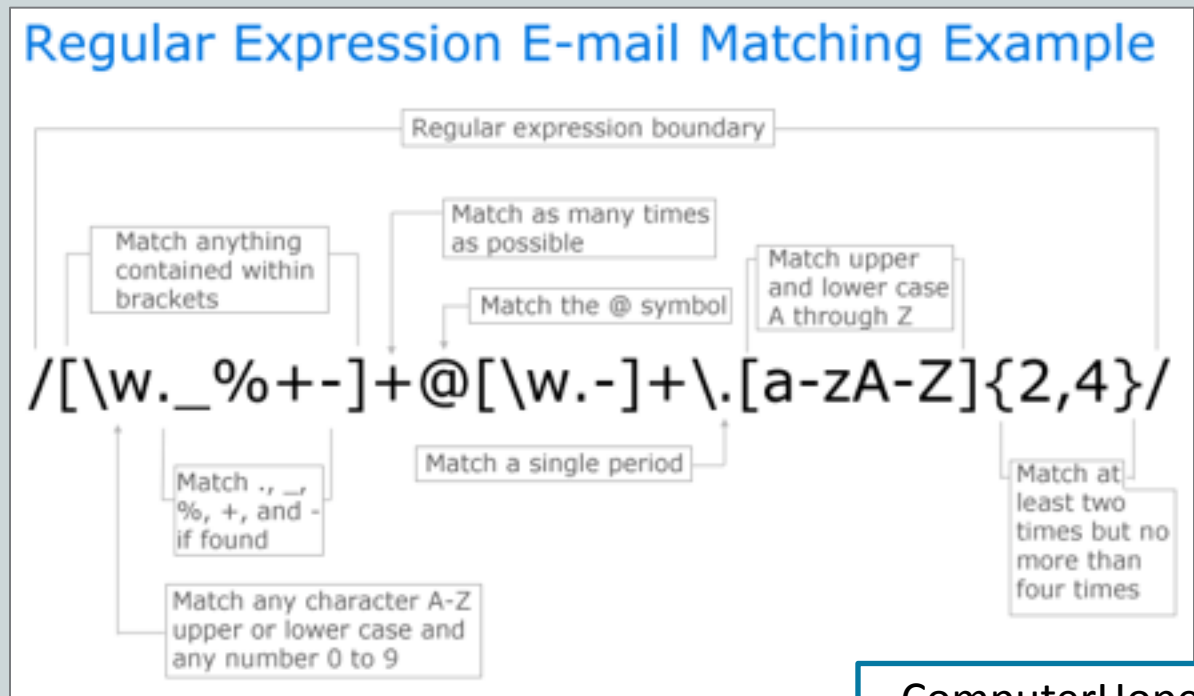 Regular Expression E-mail Matching Example
Regular expression boundary
Match anything
contained within
brackets
Match as many times
as possible
Match the @ symbol
Match upper
and lower case
A through Z
/[\w._%+-]+@[\w.-]+\.[a-zA-Z]{2,4}/
Match ., _,
%, +, and -
if found
Match a single period
Match at
least two
times but no
more than
four times
Match any character A-Z
upper or lower case and
any number 0 to 9